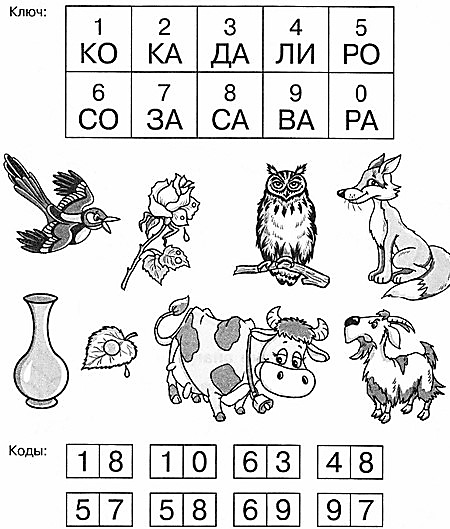 Ключ:
1 2 3 4 5
КО КА ДА ЛИ РО
6 7 8 9 0
СО ЗА СА ВА РА
Коды:
1 8 1 0 6 3 4 8
5 7 5 8 6 9 9 7